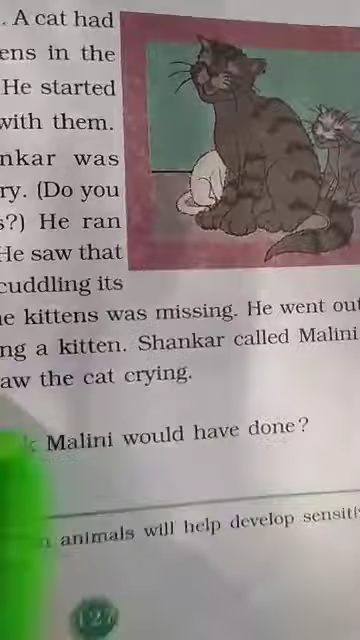 . A cat had
ens in the
He started
with them.
nkar was
ry. (Do you
s?) He ran
He saw that
cuddling its
e kittens was missing. He went out
ng a kitten. Shankar called Malini
aw the cat crying.
k Malini would have done?
n animals will help develop sensiti
127